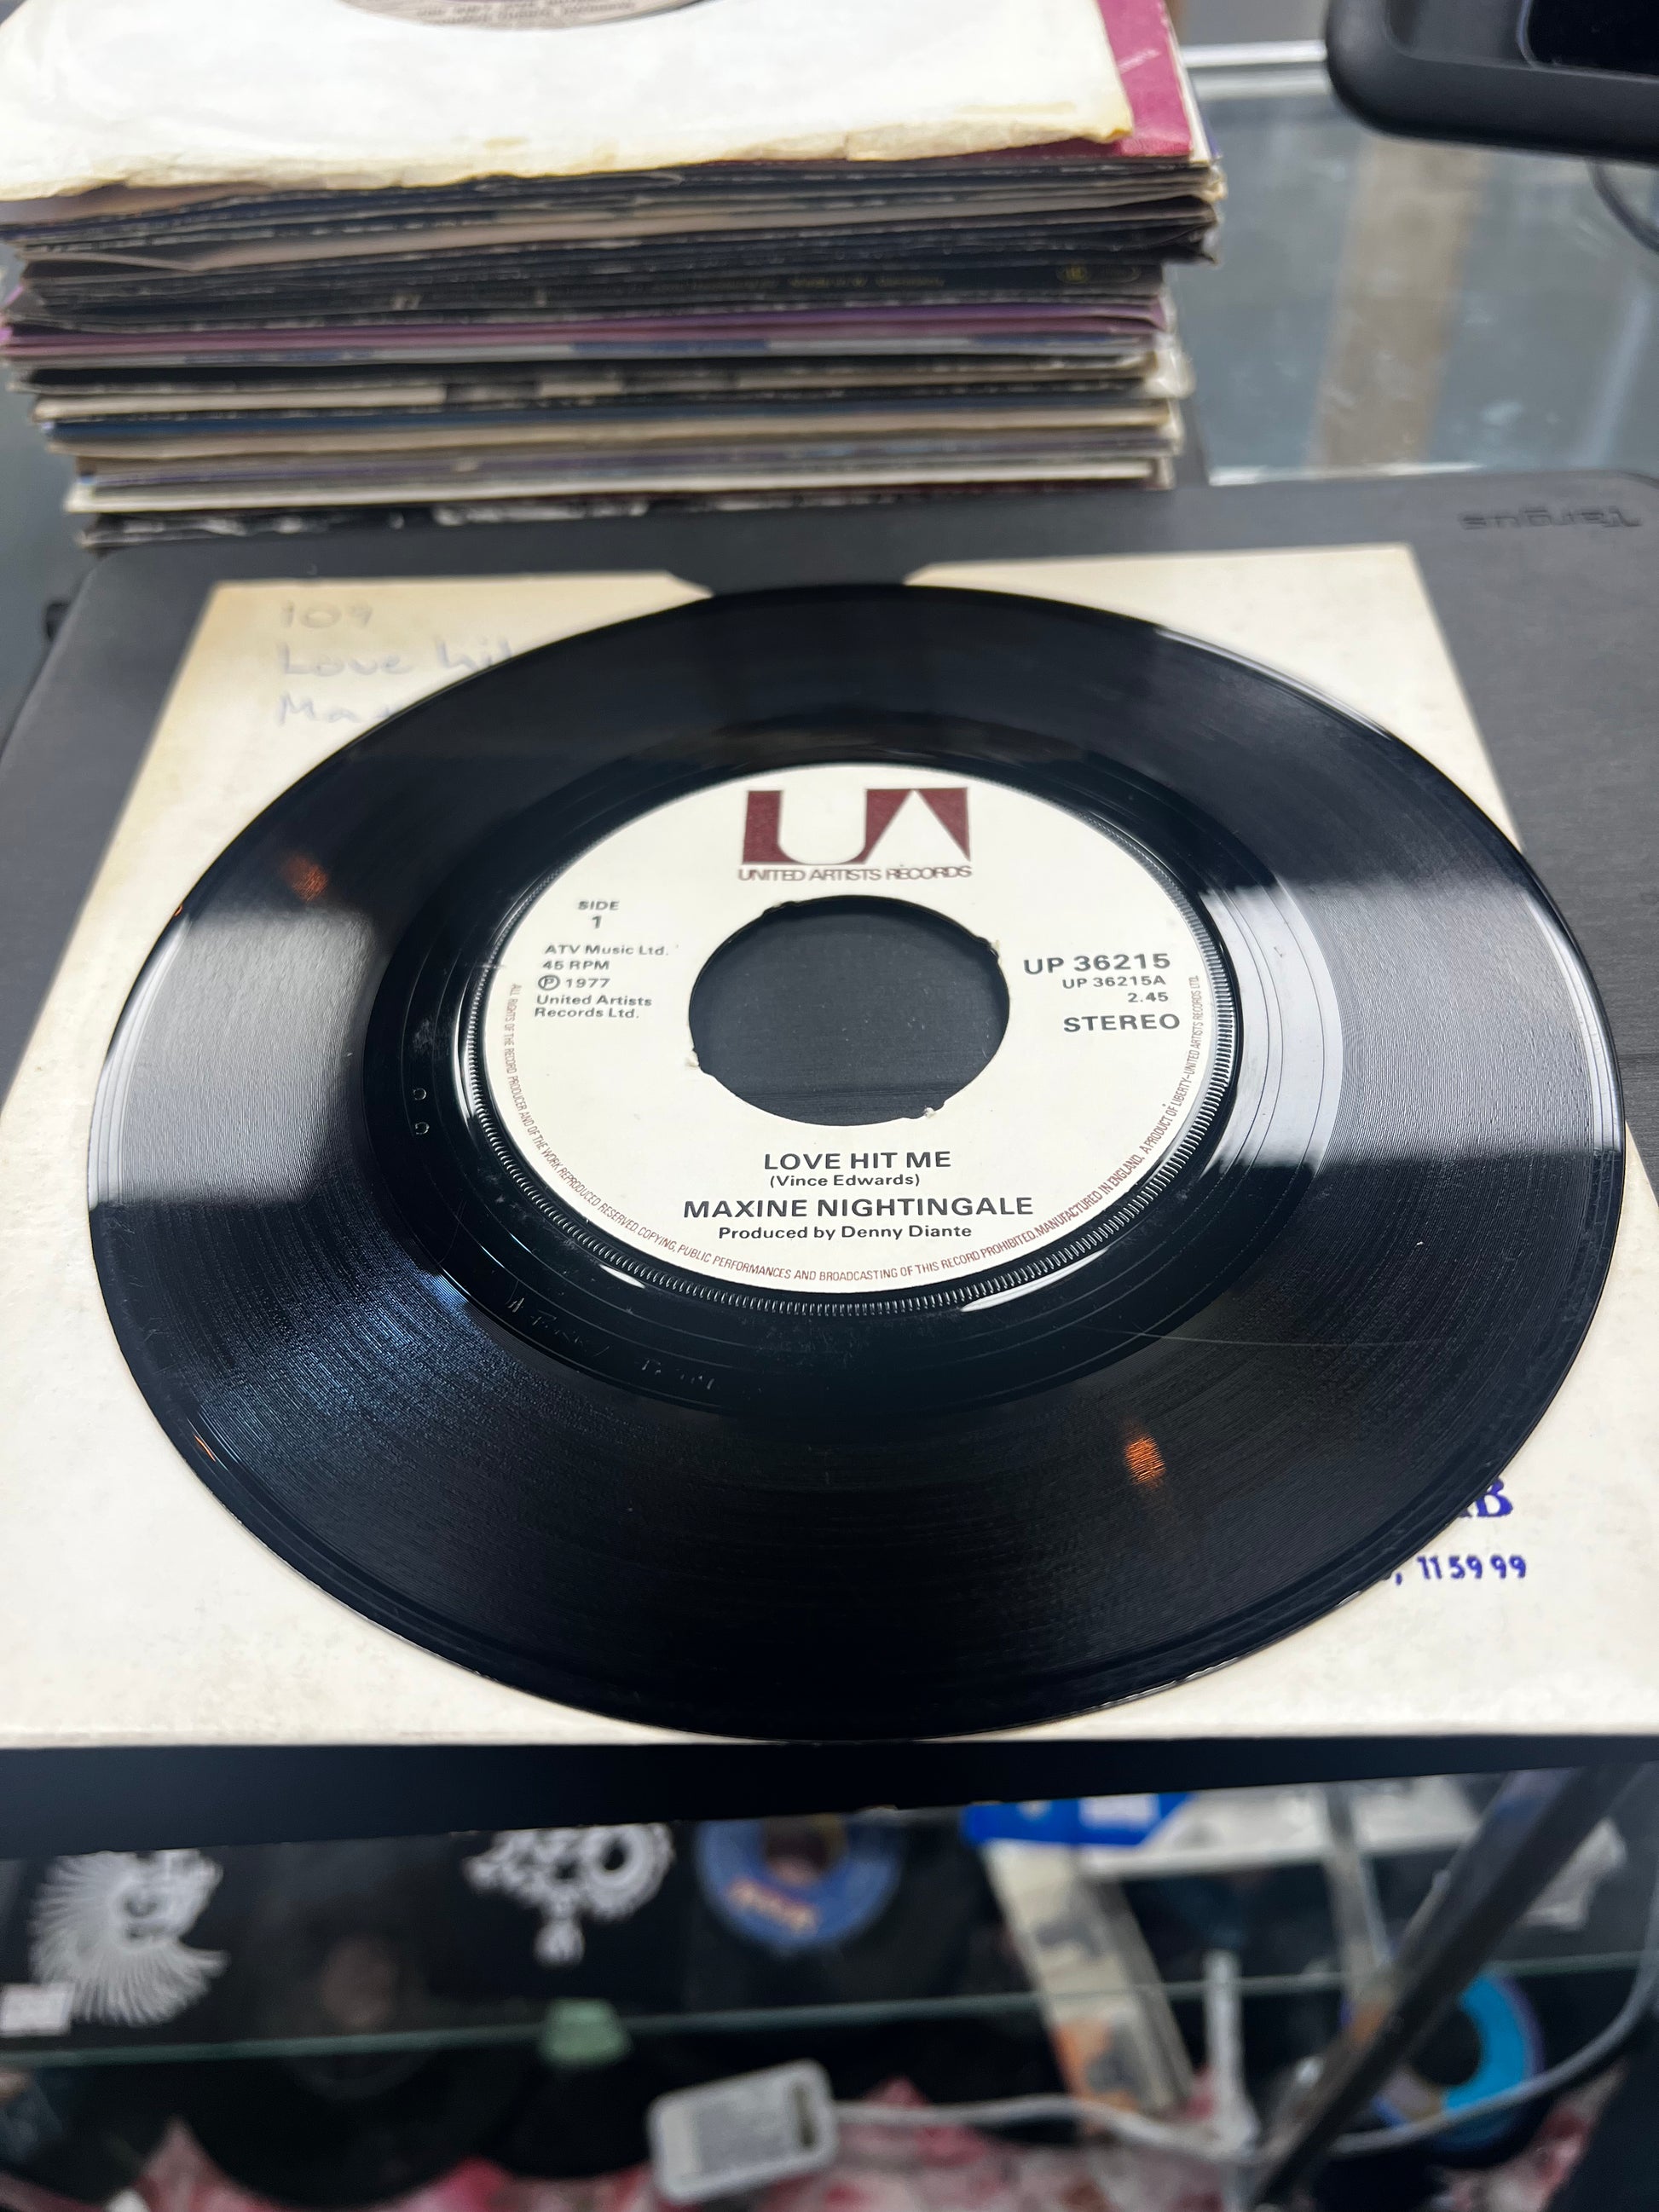 Targus
109
Love hit
UNITED ARTISTS RECORDS
SIDE
1
ATV Music Ltd.
45 RPM
Ⓟ 1977
United Artists
Records Ltd.
UP 36215
UP 36215A
2.45
STEREO
LOVE HIT ME
(Vince Edwards)
MAXINE NIGHTINGALE
Produced by Denny Diante
ALL RIGHTS OF THE RECORD PRODUCER AND OF THE WORK REPRODUCED RESERVED. COPYING, PUBLIC PERFORMANCES AND BROADCASTING OF THIS RECORD PROHIBITED. MANUFACTURED IN ENGLAND. A PRODUCT OF LIBERTY-UNITED ARTISTS RECORDS LTD.
, 115999